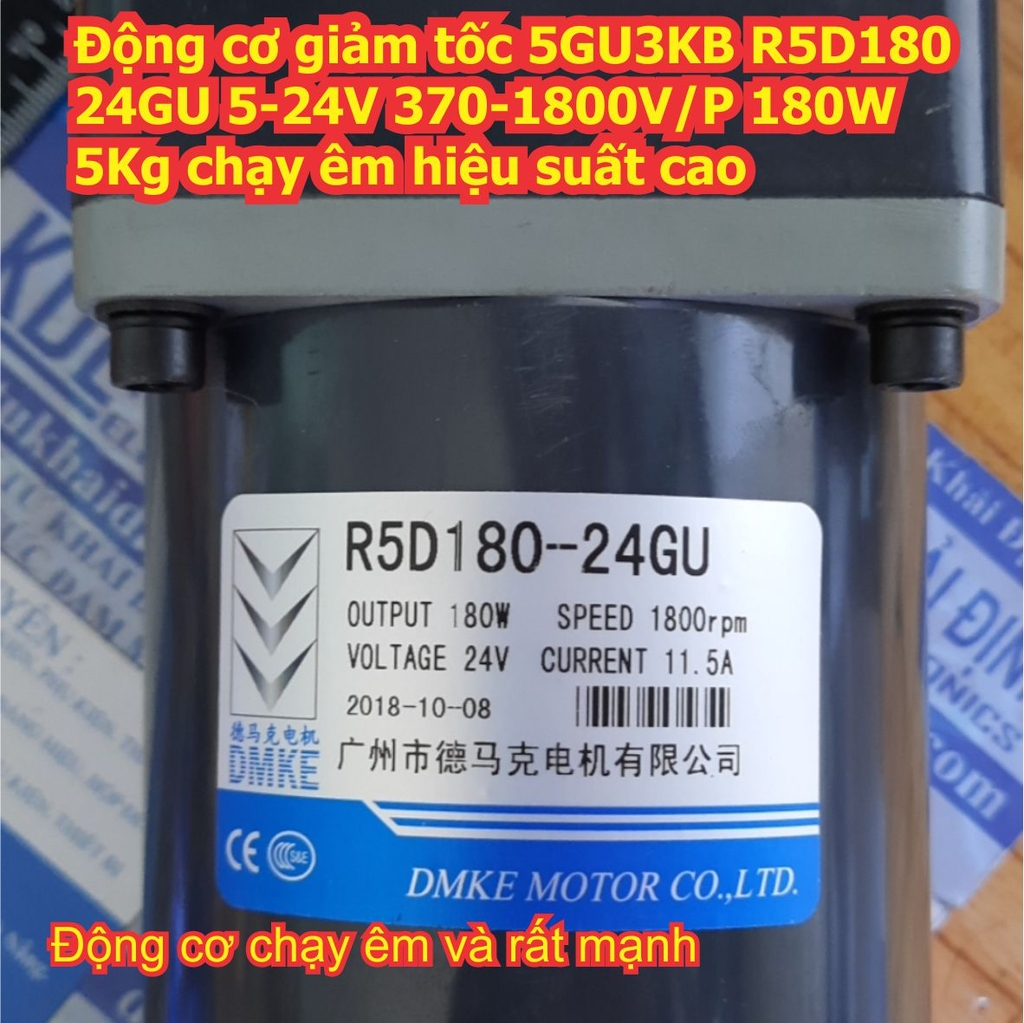 Động cơ giảm tốc 5GU3KB R5D180
24GU 5-24V 370-1800V/P 180W
5Kg chạy êm hiệu suất cao
R5D180--24GU
OUTPUT 180W SPEED 1800rpm
VOLTAGE 24V CURRENT 11.5A
2018-10--08
德马克电机
DMKE
广州市德马克电机有限公司
CE S&E
DMKE MOTOR CO.,LTD.
Động cơ chạy êm và rất mạnh